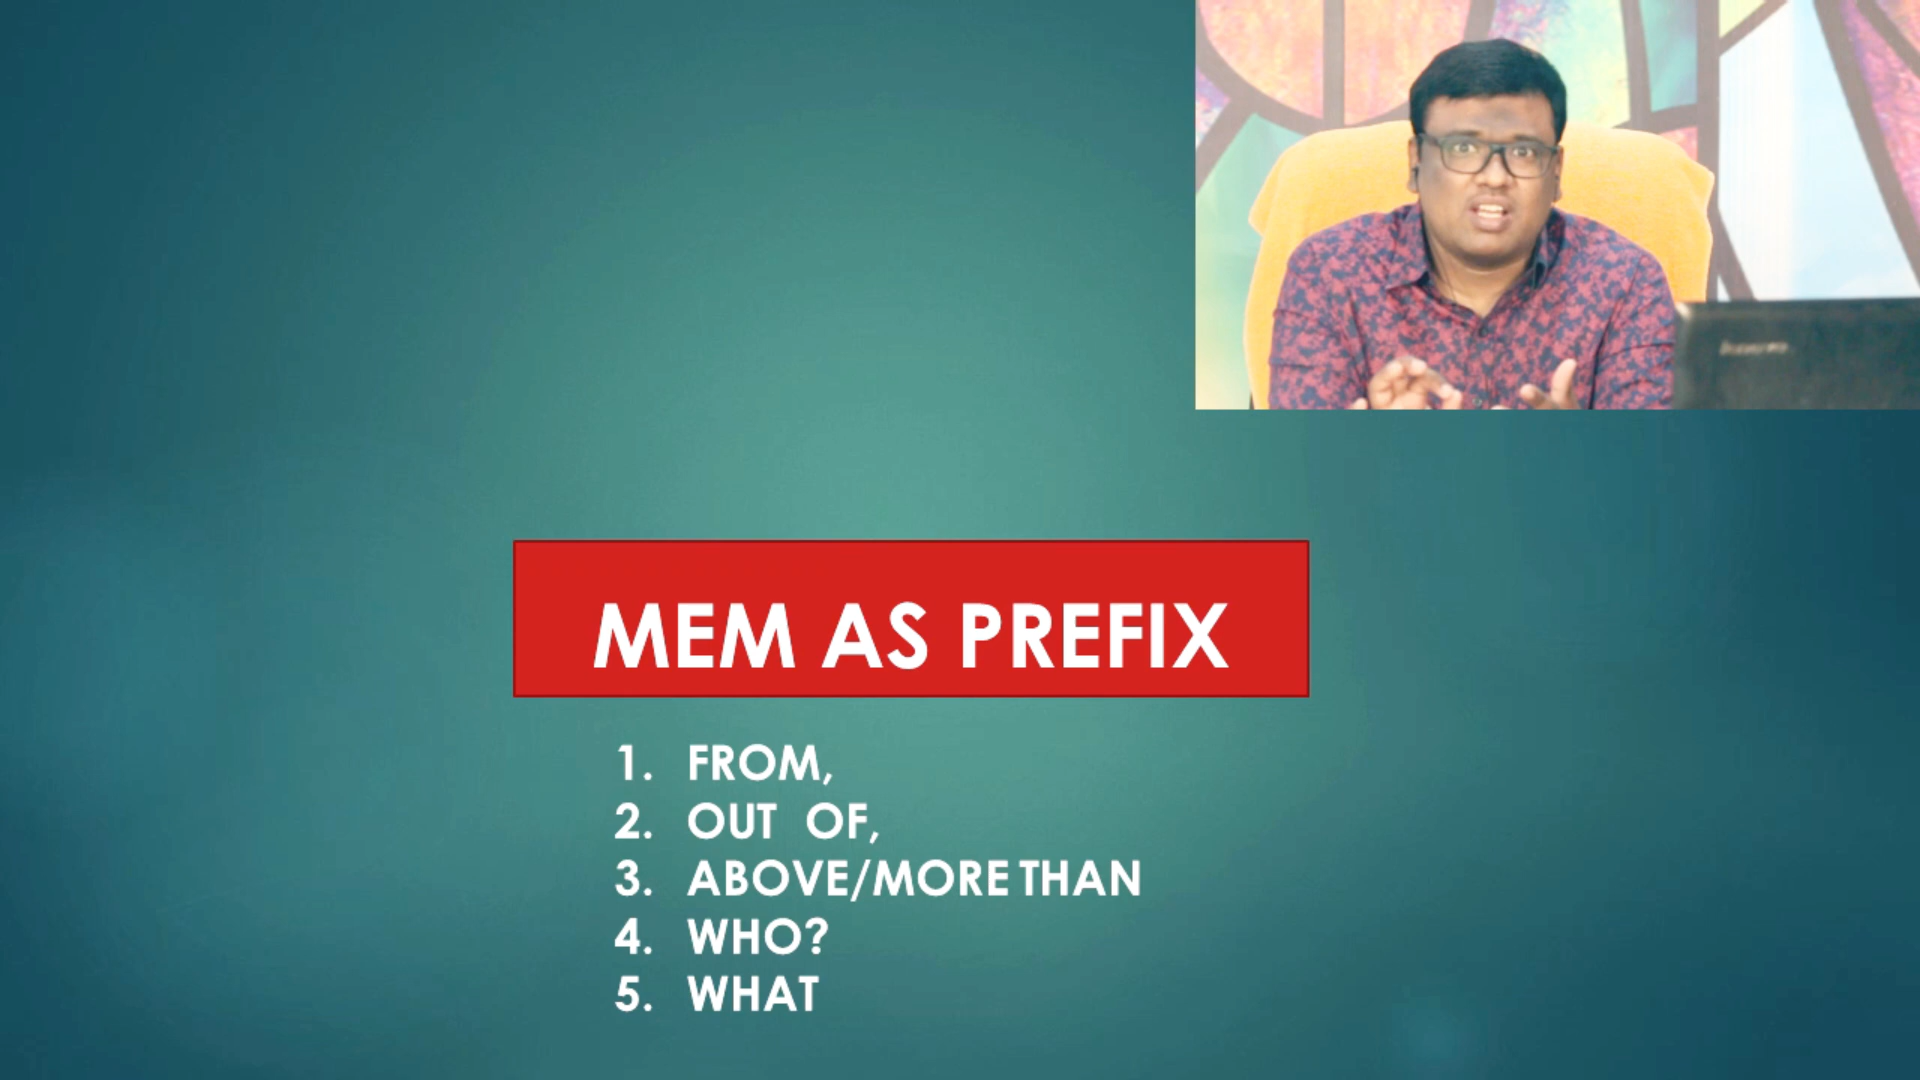 MEM AS PREFIX
1. FROM,
2. OUT OF,
3. ABOVE/MORE THAN
4. WHO?
5. WHAT